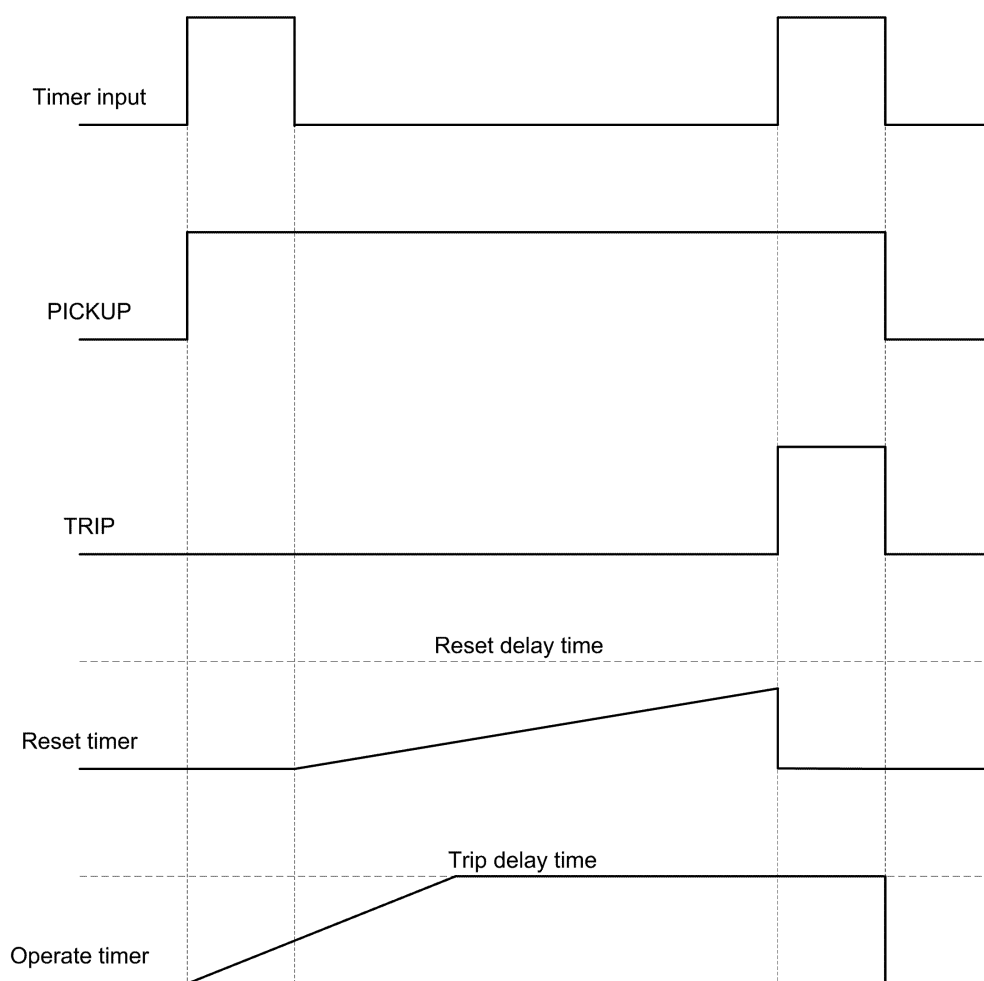 Timer input
PICKUP
TRIP
Reset delay time
Reset timer
Trip delay time
Operate timer